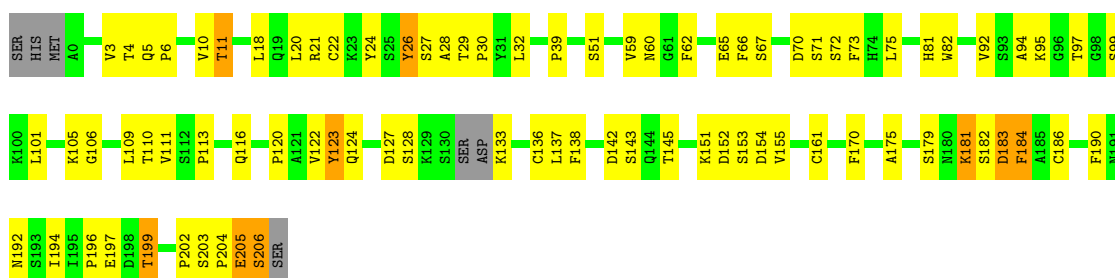 SER HIS MET A0 V3 T4 Q5 P6 V10 T11 L18 Q19 L20 R21 C22 K23 Y24 S25 Y26 S27 A28 T29 P30 Y31 L32 P39 S51 V59 N60 G61 F62 E65 F66 S67 D70 S71 S72 F73 H74 L75 H81 W82 V92 S93 A94 K95 G96 T97 G98 S99
K100 L101 K105 G106 L109 T110 V111 S112 P113 Q116 P120 A121 V122 Y123 Q124 D127 S128 K129 S130 SER ASP K133 C136 L137 F138 D142 S143 Q144 T145 K151 D152 S153 D154 V155 C161 F170 A175 S179 N180 K181 S182 D183 F184 A185 C186 F190 N191
N192 S193 I194 I195 P196 E197 D198 T199 P202 S203 P204 E205 S206 SER